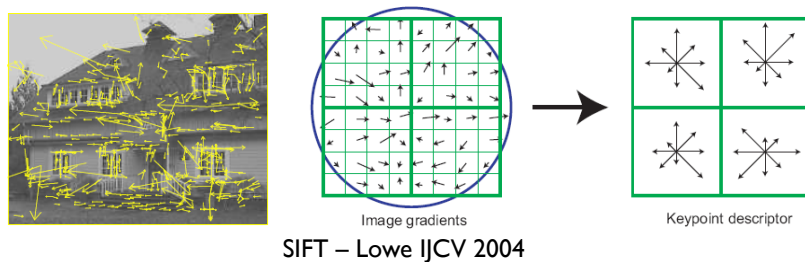 Image gradients
Keypoint descriptor
SIFT – Lowe IJCV 2004